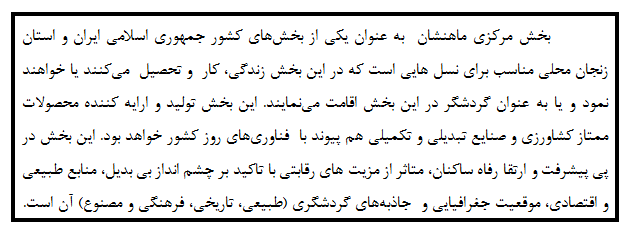 بخش مرکزی ماهنشان به عنوان یکی از بخش‌های کشور جمهوری اسلامی ایران و استان
زنجان محلی مناسب برای نسل هایی است که در این بخش زندگی، کار و تحصیل می‌کنند یا خواهند
نمود و یا به عنوان گردشگر در این بخش اقامت می‌نمایند. این بخش تولید و ارایه کننده محصولات
ممتاز کشاورزی و صنایع تبدیلی و تکمیلی هم پیوند با فناوری‌های روز کشور خواهد بود. این بخش در
پی پیشرفت و ارتقا رفاه ساکنان، متاثر از مزیت های رقابتی با تاکید بر چشم انداز بی بدیل، منابع طبیعی
و اقتصادی، موقعیت جغرافیایی و جاذبه‌های گردشگری (طبیعی، تاریخی، فرهنگی و مصنوع) آن است.